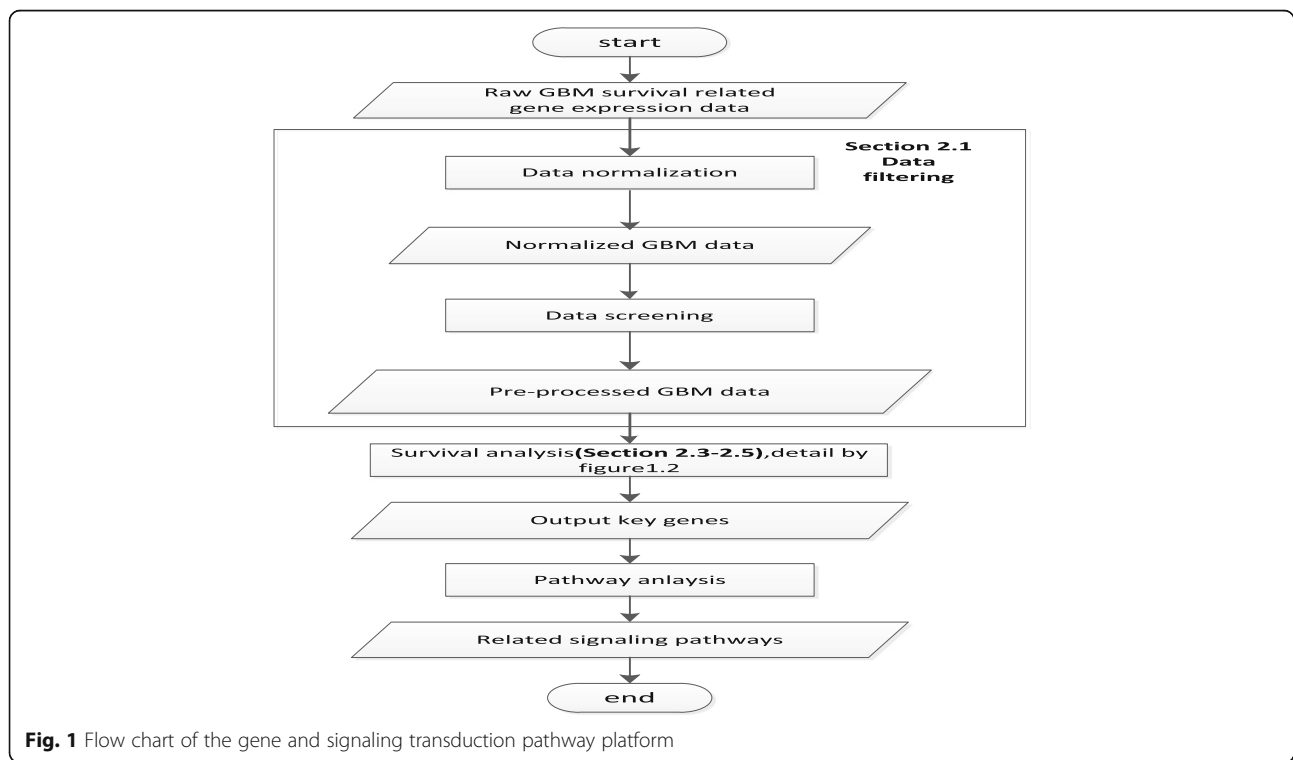 start
Raw GBM survival related
gene expression data
Section 2.1
Data
filtering
Data normalization
Normalized GBM data
Data screening
Pre-processed GBM data
Survival analysis(Section 2.3-2.5),detail by
figure1.2
Output key genes
Pathway anlaysis
Related signaling pathways
end
Fig. 1 Flow chart of the gene and signaling transduction pathway platform